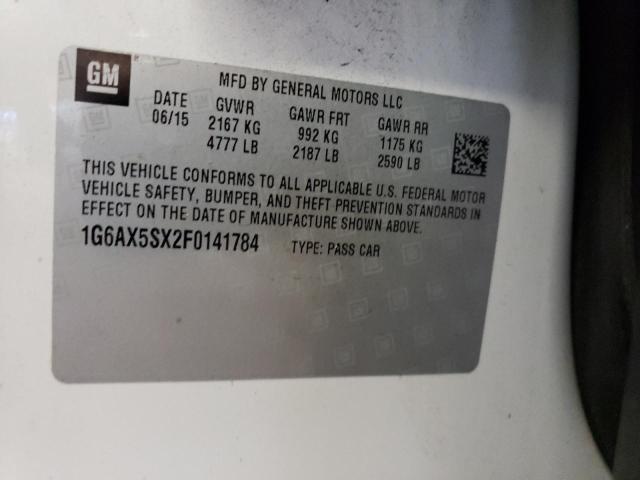 GM
MFD BY GENERAL MOTORS LLC
DATE GVWR GAWR FRT GAWR RR
06/15 2167 KG 992 KG 1175 KG
4777 LB 2187 LB 2590 LB
THIS VEHICLE CONFORMS TO ALL APPLICABLE U.S. FEDERAL MOTOR
VEHICLE SAFETY, BUMPER, AND THEFT PREVENTION STANDARDS IN
EFFECT ON THE DATE OF MANUFACTURE SHOWN ABOVE.
1G6AX5SX2F0141784 TYPE: PASS CAR